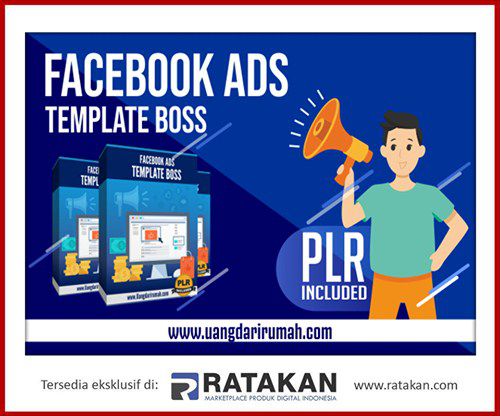 FACEBOOK ADS
TEMPLATE BOSS
FACEBOOK ADS
TEMPLATE BOSS
PLR
www.Uangdarirumah.com
PLR
INCLUDED
www.uangdarirumah.com
Tersedia eksklusif di:
RATAKAN
MARKETPLACE PRODUK DIGITAL INDONESIA
www.ratakan.com